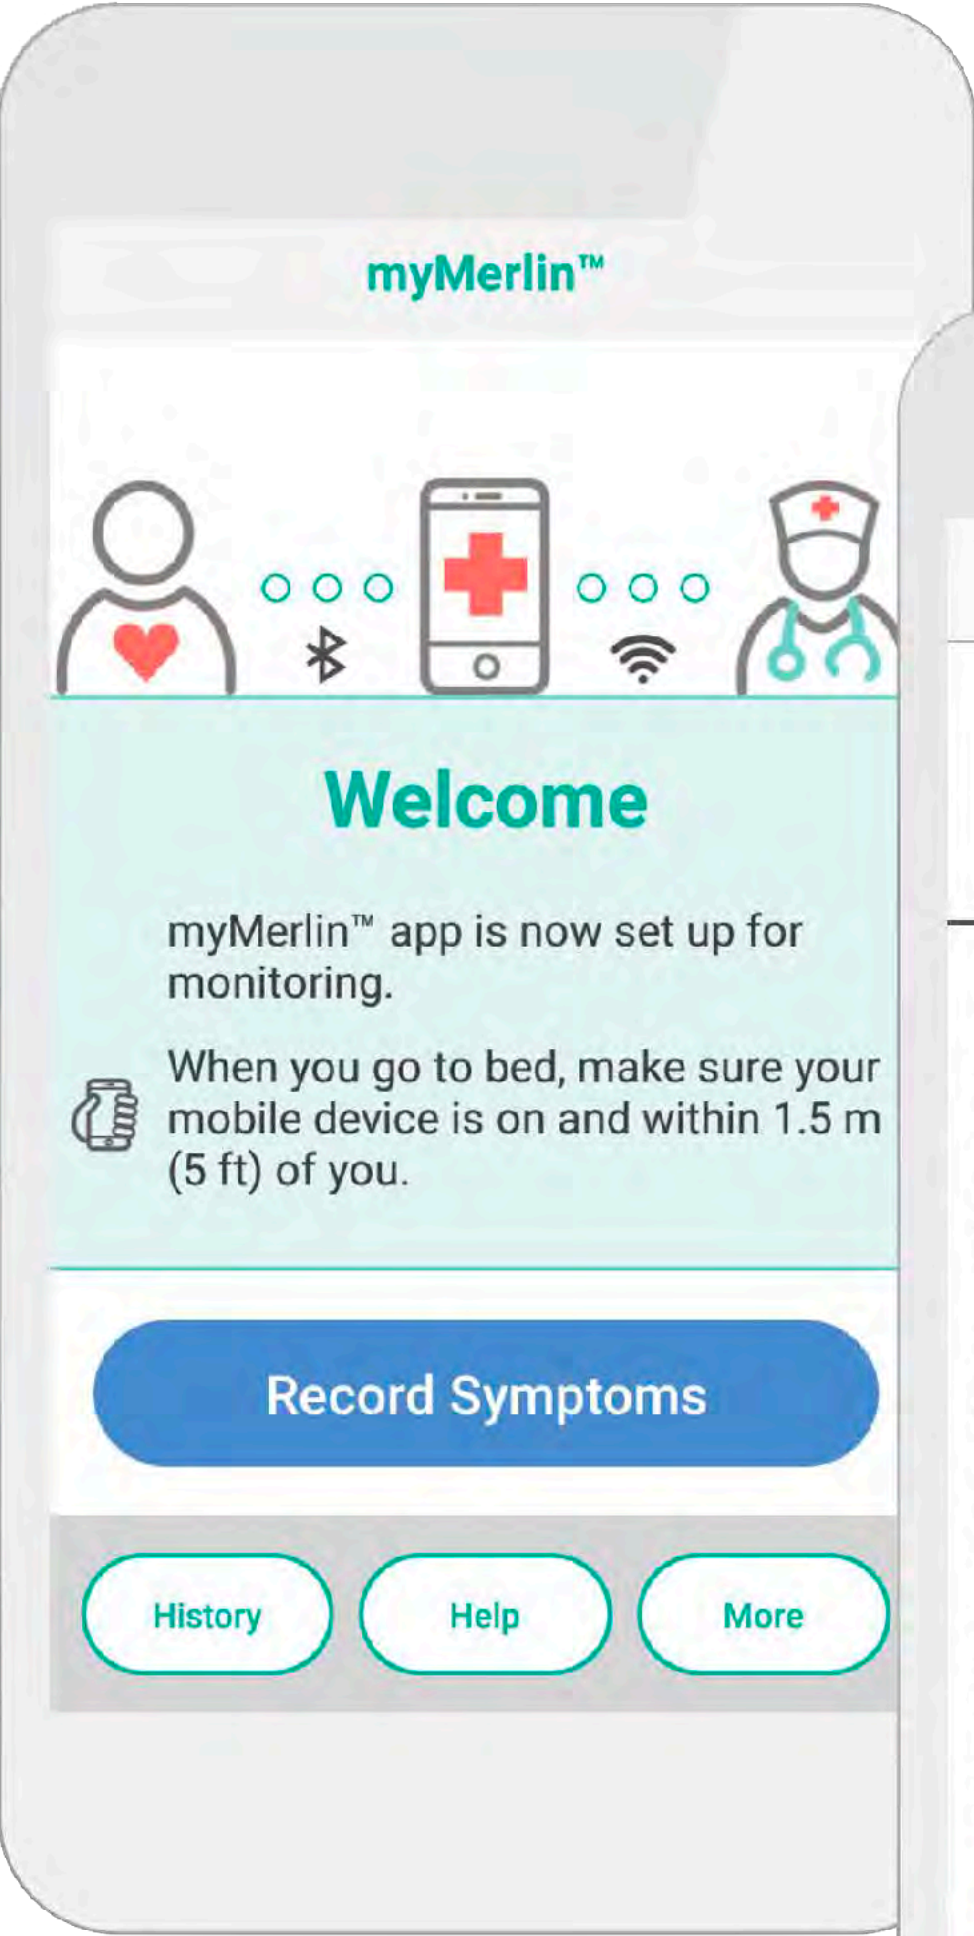 myMerlin™
Welcome
myMerlin™ app is now set up for
monitoring.
When you go to bed, make sure your
mobile device is on and within 1.5 m
(5 ft) of you.
Record Symptoms
History
Help
More